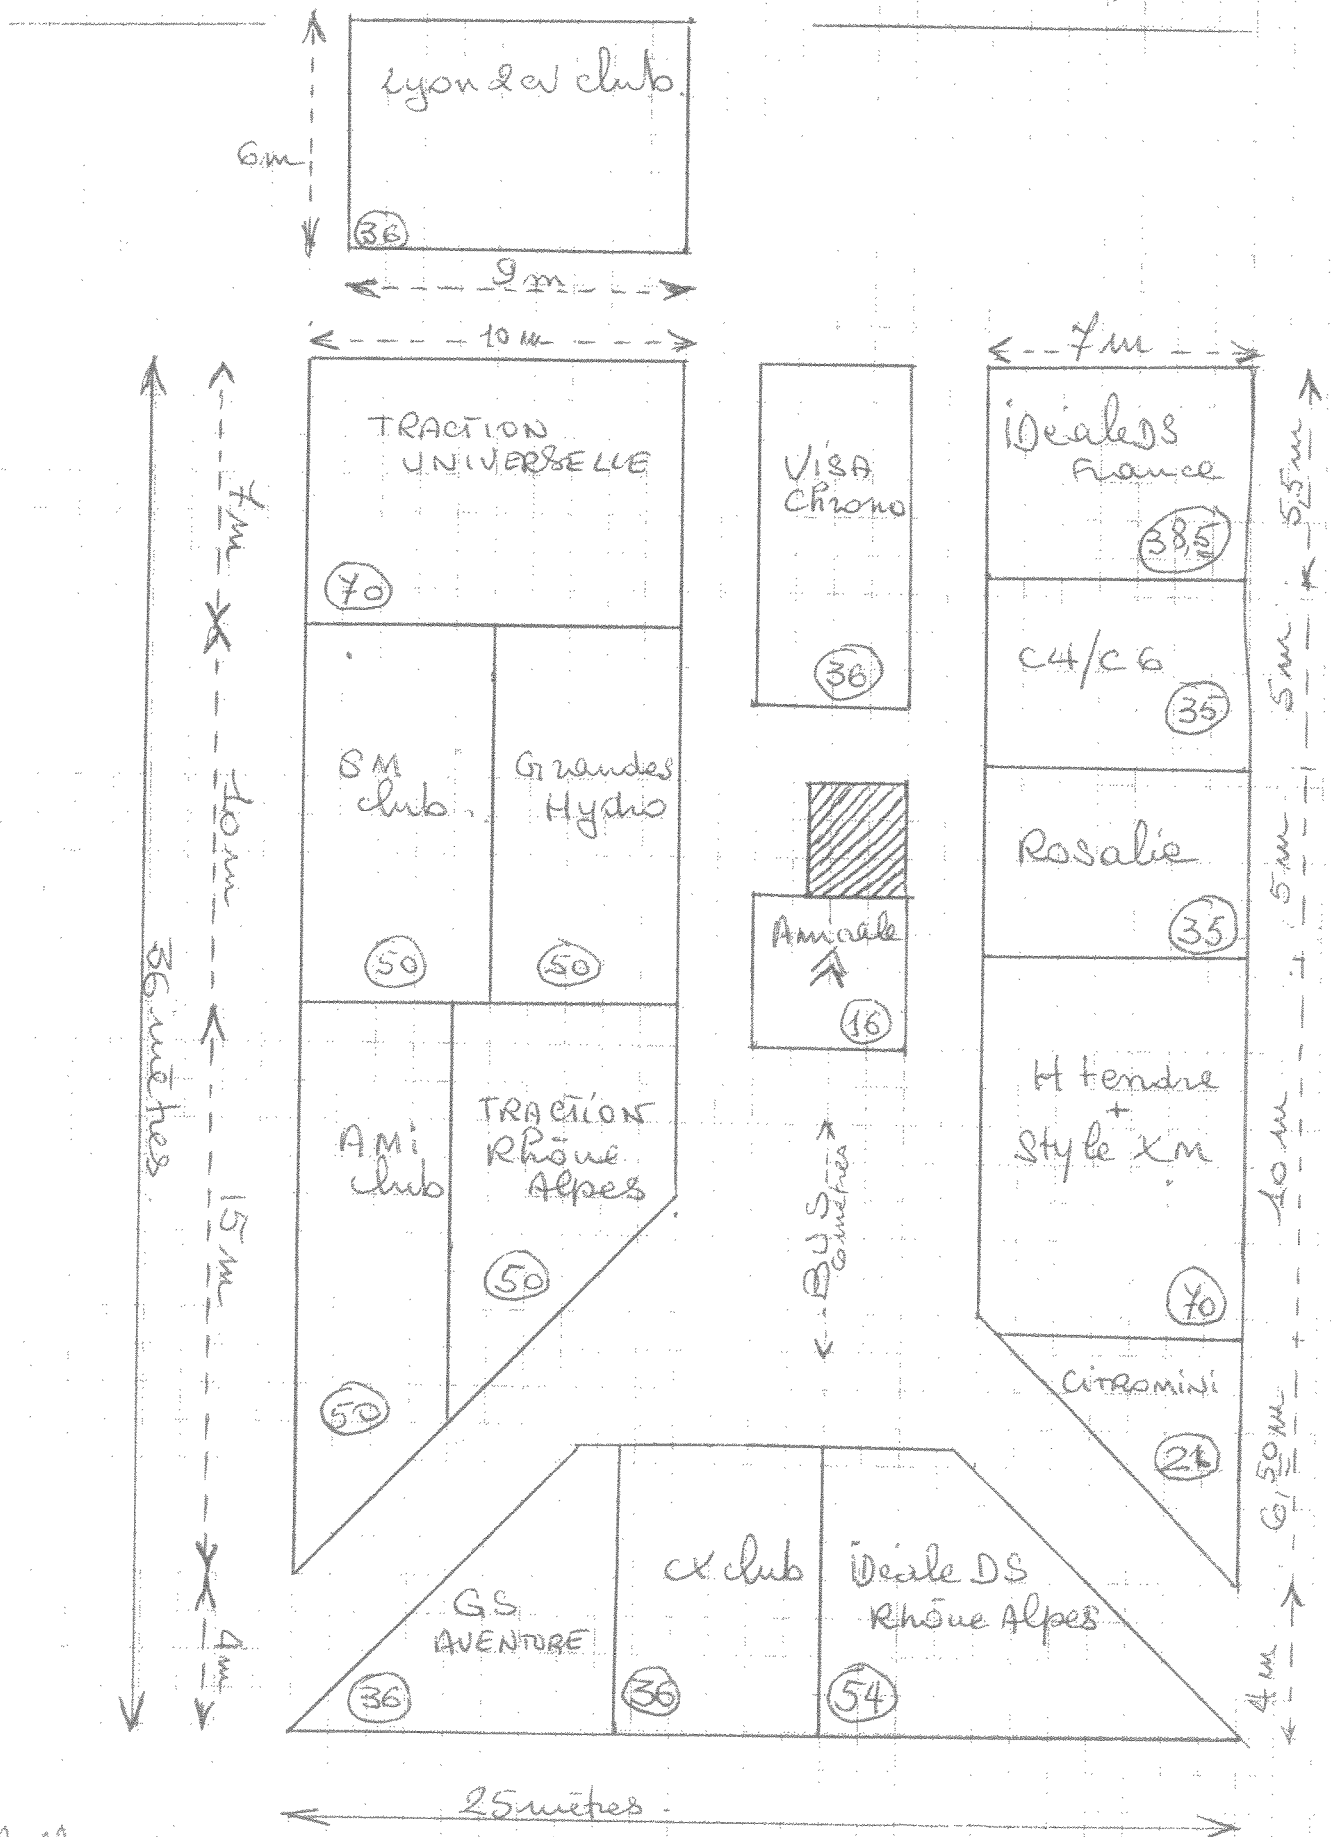 Lyon 2cv club.
6m
36
9m
10m
7m
TRACTION
UNIVERSELLE
70
7m
VISA
Chrono
36
iDéaleDS
France
38,5
5,5m
C4/C6
35
5m
SM
Club.
50
Grandes
Hydro
50
10m
Rosalie
35
5m
Amicale
16
36 mètres
H tendre
+
Style XM
70
10m
AMI
Club
50
TRACTION
Rhône
Alpes
50
15m
BUS
CITROMINI
21
6,50m
GS
AVENTURE
36
CX club
36
iDéale DS
Rhône Alpes
54
4m
4m
25 mètres.